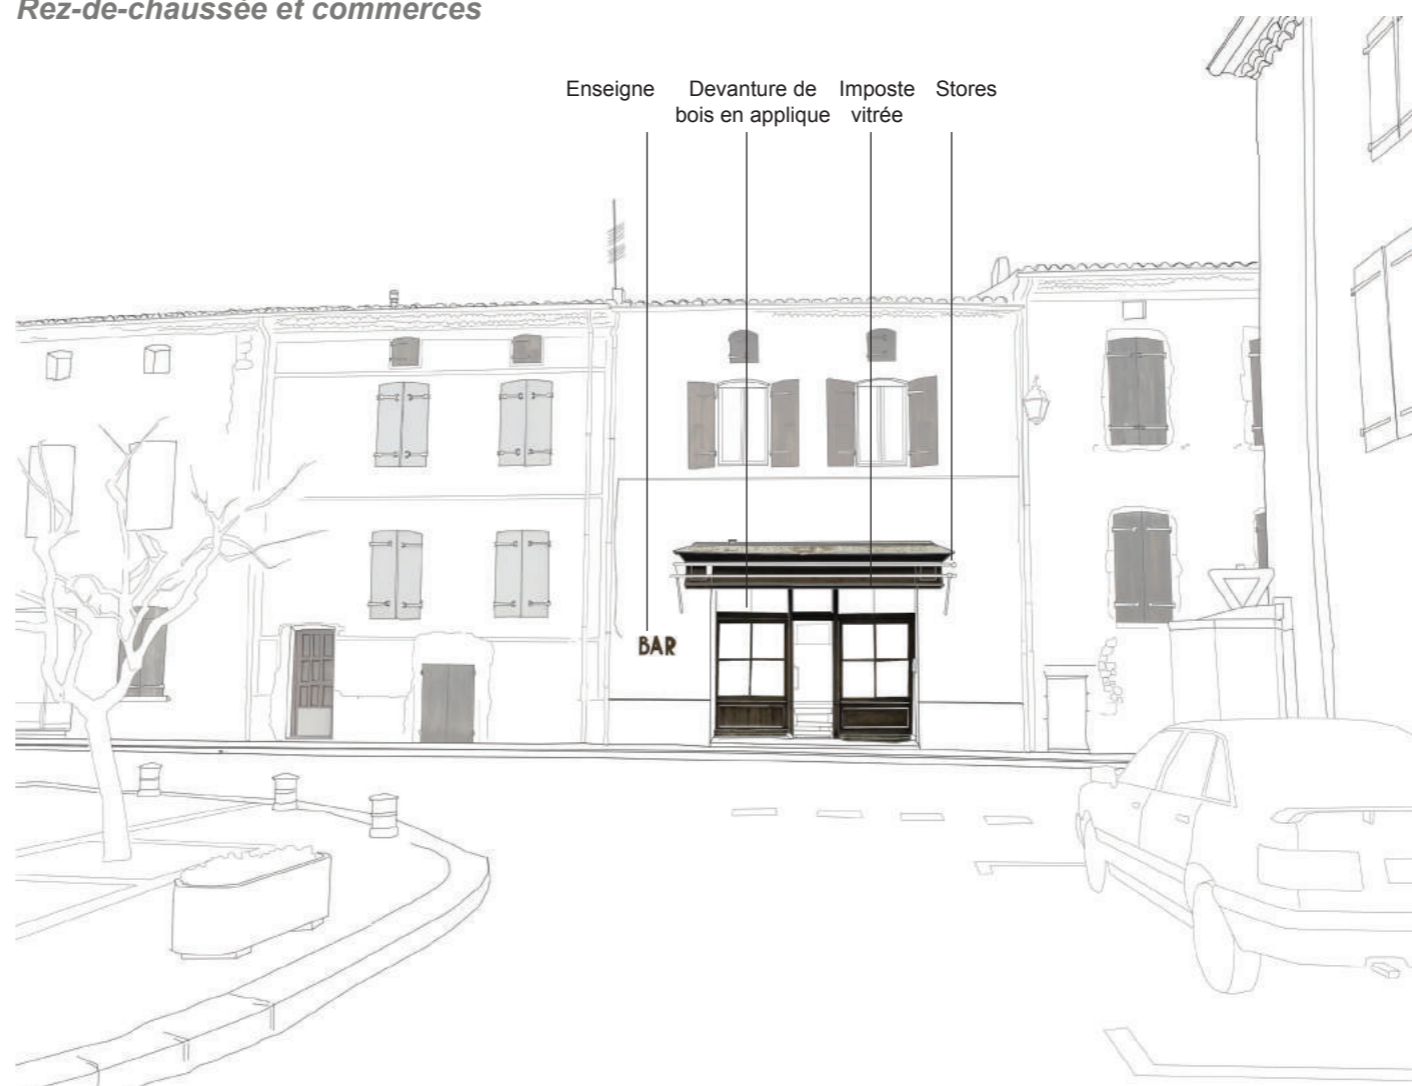 Rez-de-chaussée et commerces
Enseigne
Devanture de
bois en applique
Imposte
vitrée
Stores
BAR